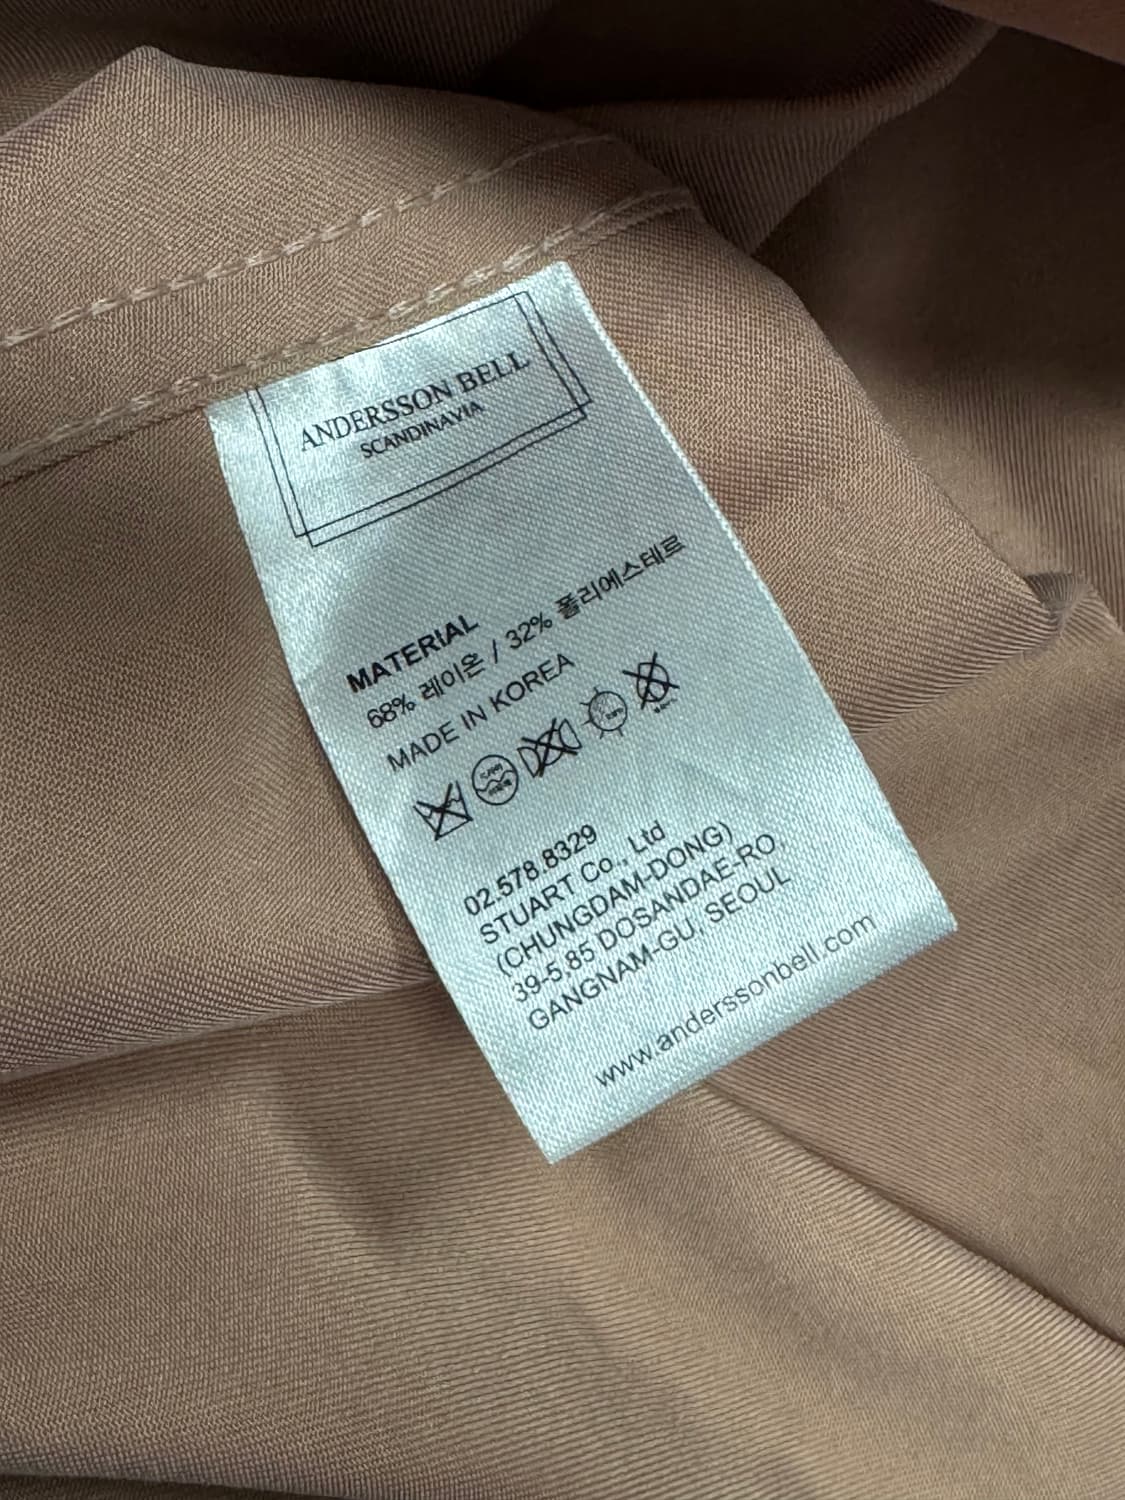 ANDERSSON BELL
SCANDINAVIA
MATERIAL
68% 레이온 / 32% 폴리에스테르
MADE IN KOREA
02.578.8329
STUART Co., Ltd
(CHUNGDAM-DONG)
39-5,85 DOSANDAE-RO,
GANGNAM-GU, SEOUL
www.anderssonbell.com